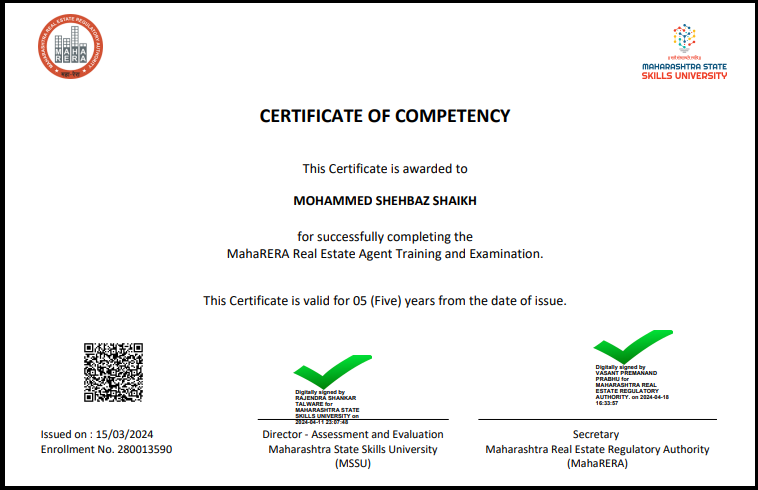 MAHARASHTRA REAL ESTATE REGULATORY AUTHORITY
MAHA
RERA
MAHARASHTRA STATE
SKILLS UNIVERSITY
CERTIFICATE OF COMPETENCY
This Certificate is awarded to
MOHAMMED SHEHBAZ SHAIKH
for successfully completing the
MahaRERA Real Estate Agent Training and Examination.
This Certificate is valid for 05 (Five) years from the date of issue.
Digitally signed by
RAJENDRA SHANKAR
TALWARE for
MAHARASHTRA STATE
SKILLS UNIVERSITY on
2024-04-11 23:07:48
Digitally signed by
VASANT PREMANAND
PRABHU for
MAHARASHTRA REAL
ESTATE REGULATORY
AUTHORITY. on 2024-04-18
16:33:57
Issued on : 15/03/2024
Enrollment No. 280013590
Director - Assessment and Evaluation
Maharashtra State Skills University
(MSSU)
Secretary
Maharashtra Real Estate Regulatory Authority
(MahaRERA)